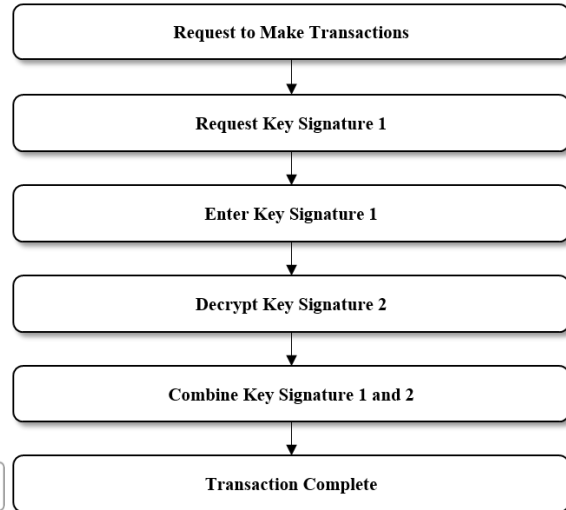 Request to Make Transactions
Request Key Signature 1
Enter Key Signature 1
Decrypt Key Signature 2
Combine Key Signature 1 and 2
Transaction Complete